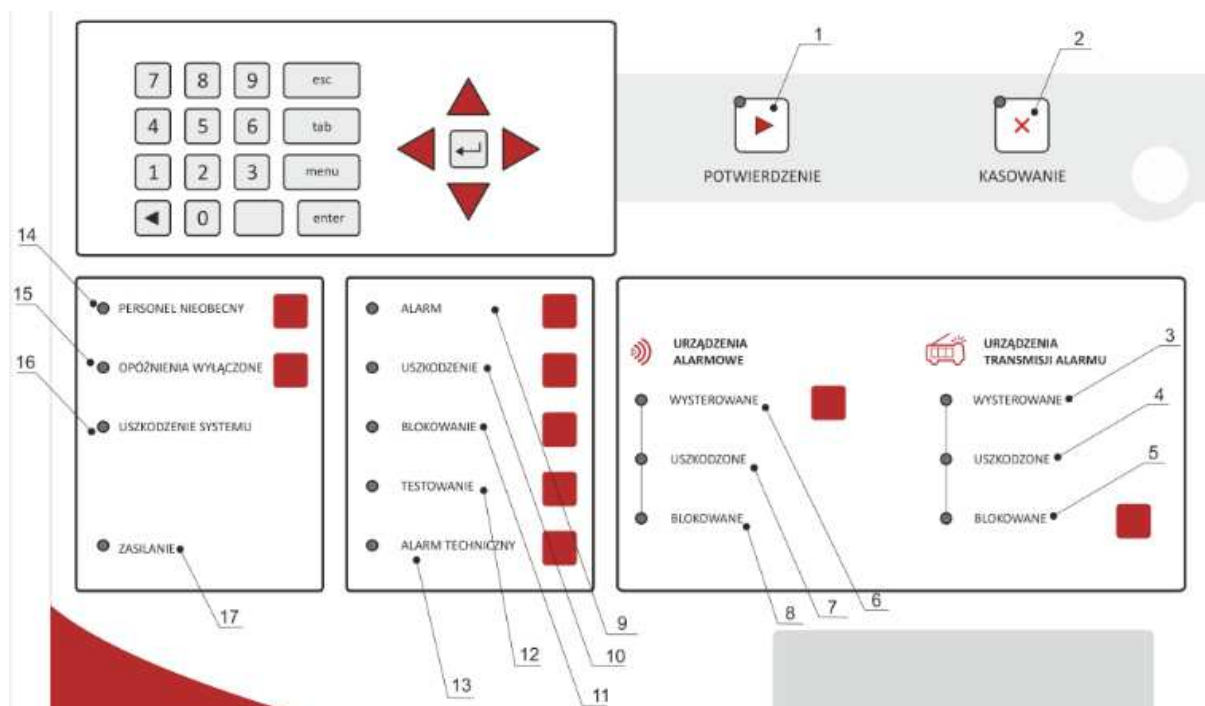 1
2
7 8 9 esc
4 5 6 tab
1 2 3 menu
0 enter
POTWIERDZENIE
KASOWANIE
14
15
16
PERSONEL NIEOBECNY
OPÓŹNIENIA WYŁĄCZONE
USZKODZENIE SYSTEMU
ZASILANIE
17
ALARM
USZKODZENIE
BLOKOWANIE
TESTOWANIE
ALARM TECHNICZNY
9
10
11
12
13
URZĄDZENIA
ALARMOWE
WYSTEROWANE
USZKODZONE
BLOKOWANE
6
7
8
URZĄDZENIA
TRANSMISJI ALARMU
WYSTEROWANE
USZKODZONE
BLOKOWANE
3
4
5